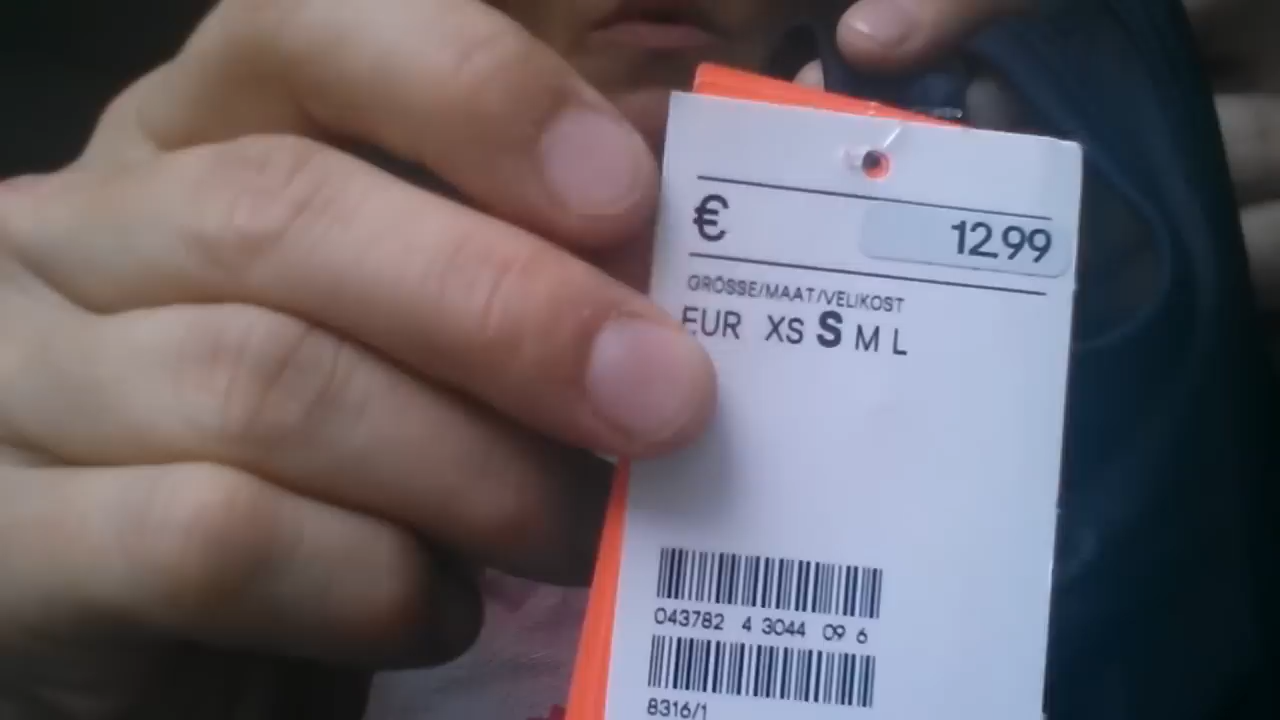 € 12.99
GRÖSSE/MAAT/VELIKOST
EUR XS S M L
043782 4 3044 09 6
8316/1